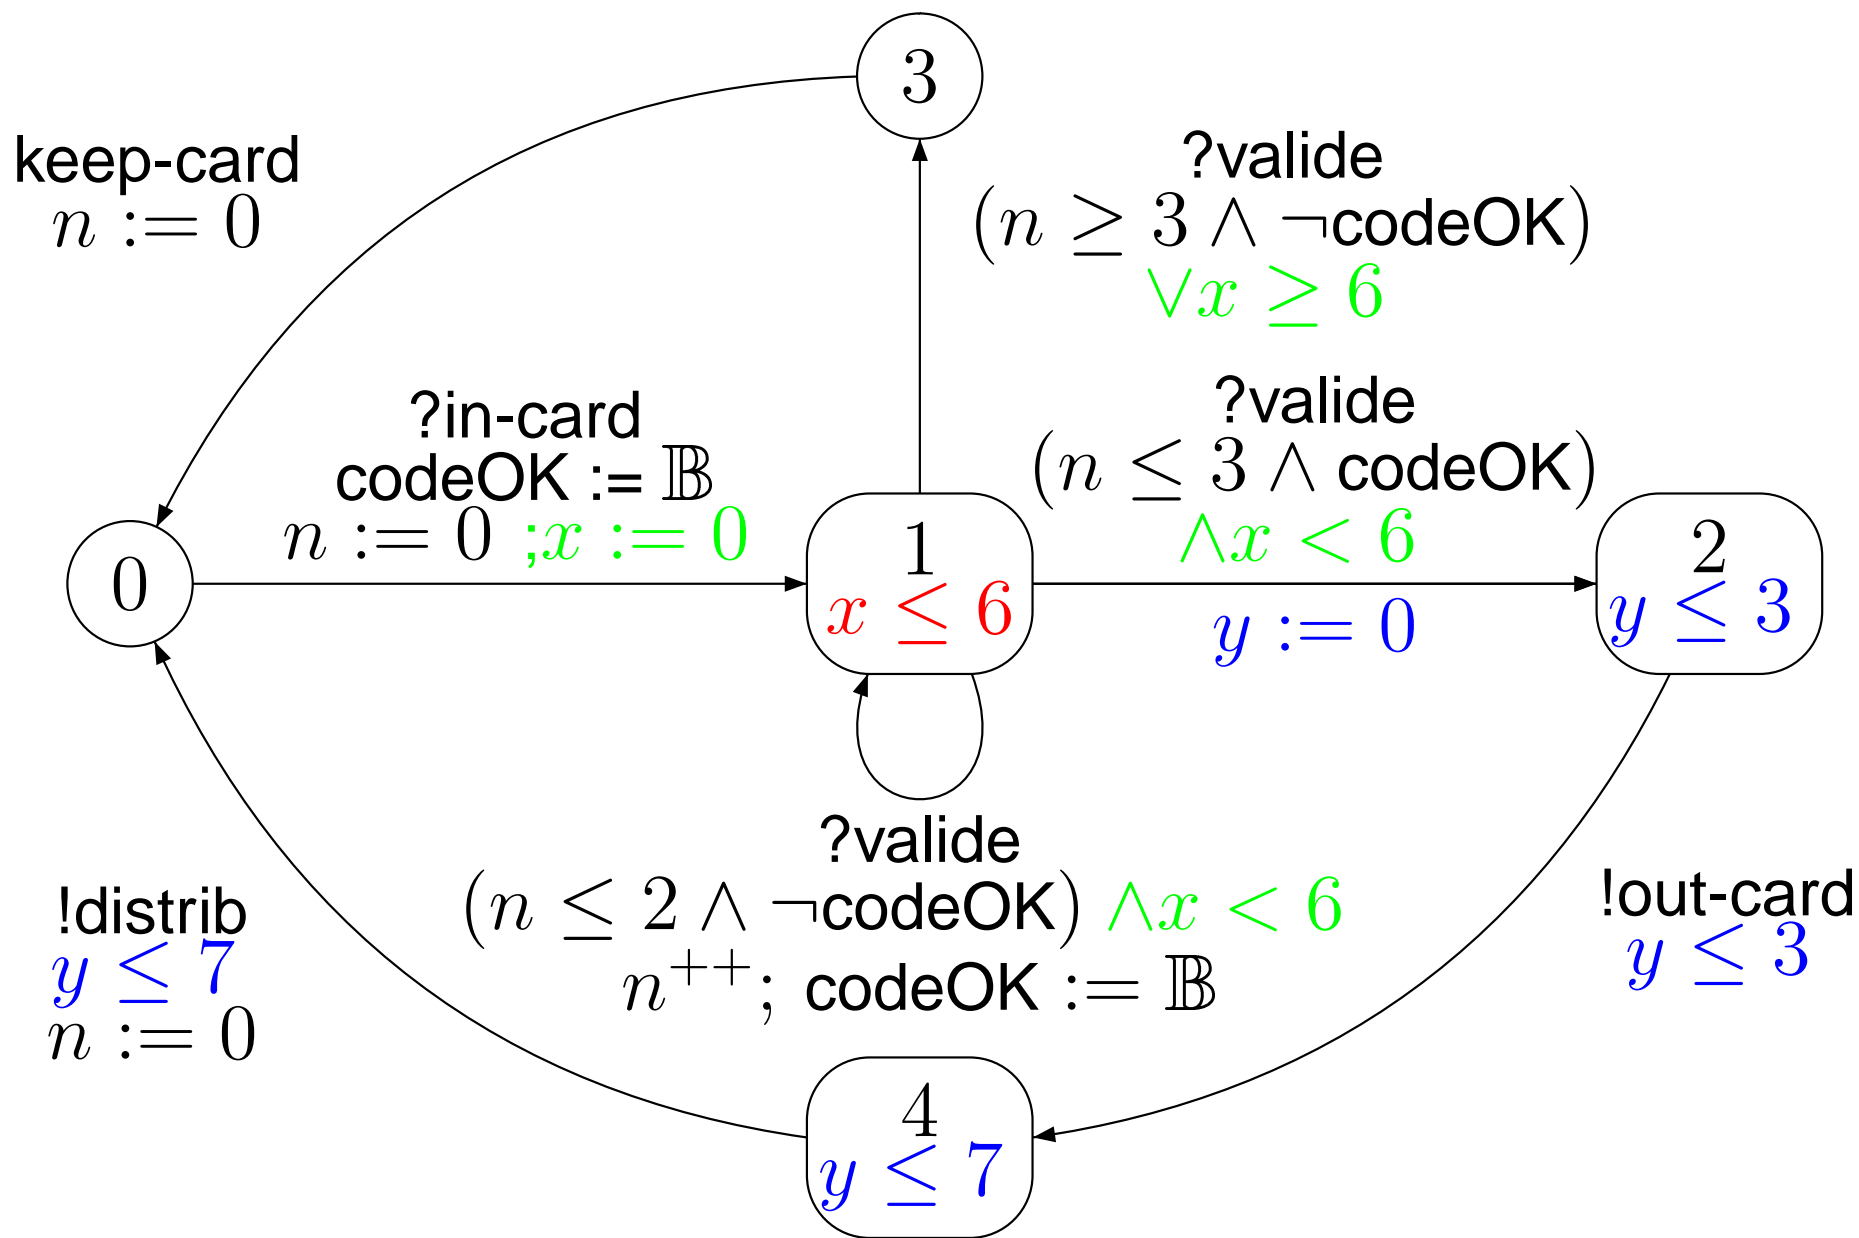 3
keep-card
n := 0
?valide
(n ≥ 3 ∧ ¬codeOK)
∨x ≥ 6
?in-card
codeOK := 𝔹
n := 0 ;x := 0
?valide
(n ≤ 3 ∧ codeOK)
∧x < 6
y := 0
0
1
x ≤ 6
2
y ≤ 3
?valide
(n ≤ 2 ∧ ¬codeOK) ∧x < 6
n⁺⁺; codeOK := 𝔹
!distrib
y ≤ 7
n := 0
!out-card
y ≤ 3
4
y ≤ 7